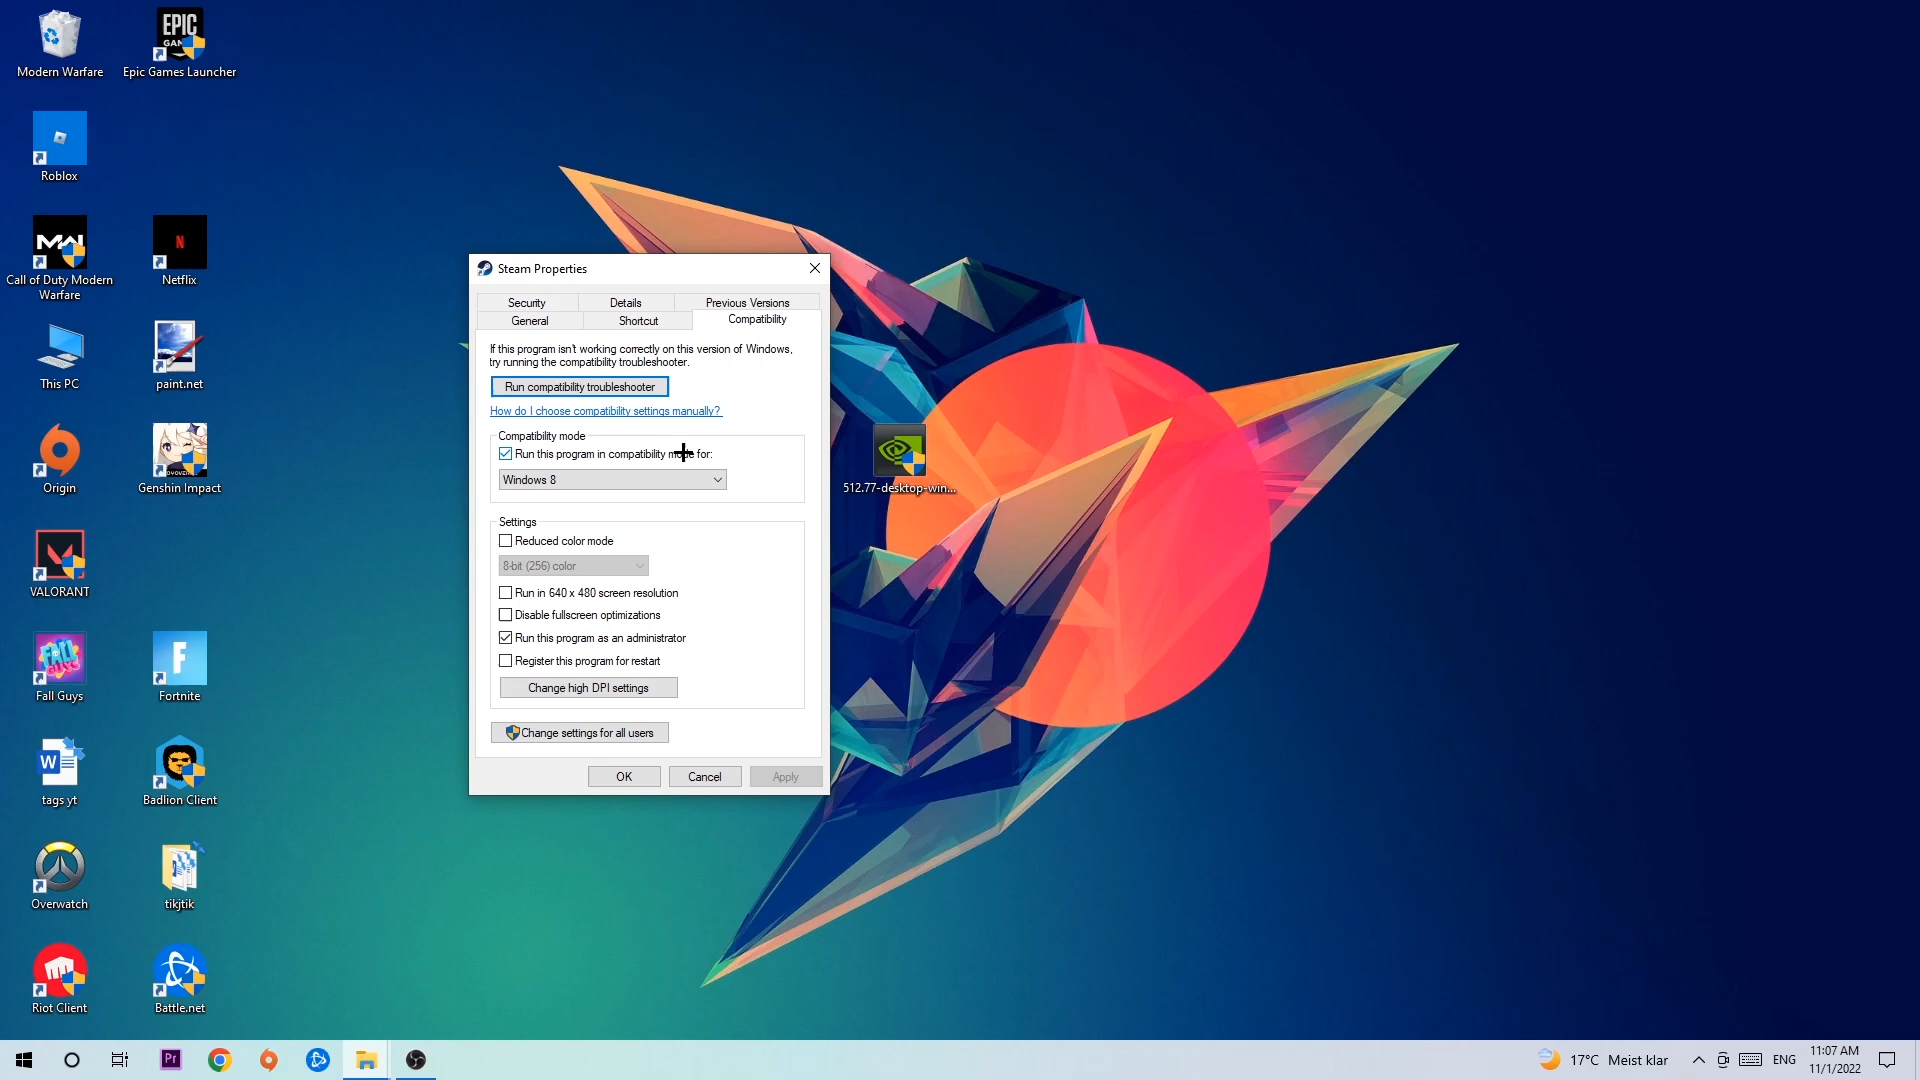 Modern Warfare
EPIC
GAMES
Epic Games Launcher
Roblox
MW
Call of Duty Modern
Warfare
N
Netflix
This PC
paint.net
Origin
Genshin Impact
VALORANT
FALL
Fall Guys
F
Fortnite
W
tags yt
Badlion Client
Overwatch
tikjtik
Riot Client
Battle.net
512.77-desktop-win...
Steam Properties
Security
Details
Previous Versions
General
Shortcut
Compatibility
If this program isn't working correctly on this version of Windows,
try running the compatibility troubleshooter.
Run compatibility troubleshooter
How do I choose compatibility settings manually?
Compatibility mode
Run this program in compatibility mode for:
Windows 8
Settings
Reduced color mode
8-bit (256) color
Run in 640 x 480 screen resolution
Disable fullscreen optimizations
Run this program as an administrator
Register this program for restart
Change high DPI settings
Change settings for all users
OK
Cancel
Apply
Pr
17°C Meist klar
ENG
11:07 AM
11/1/2022